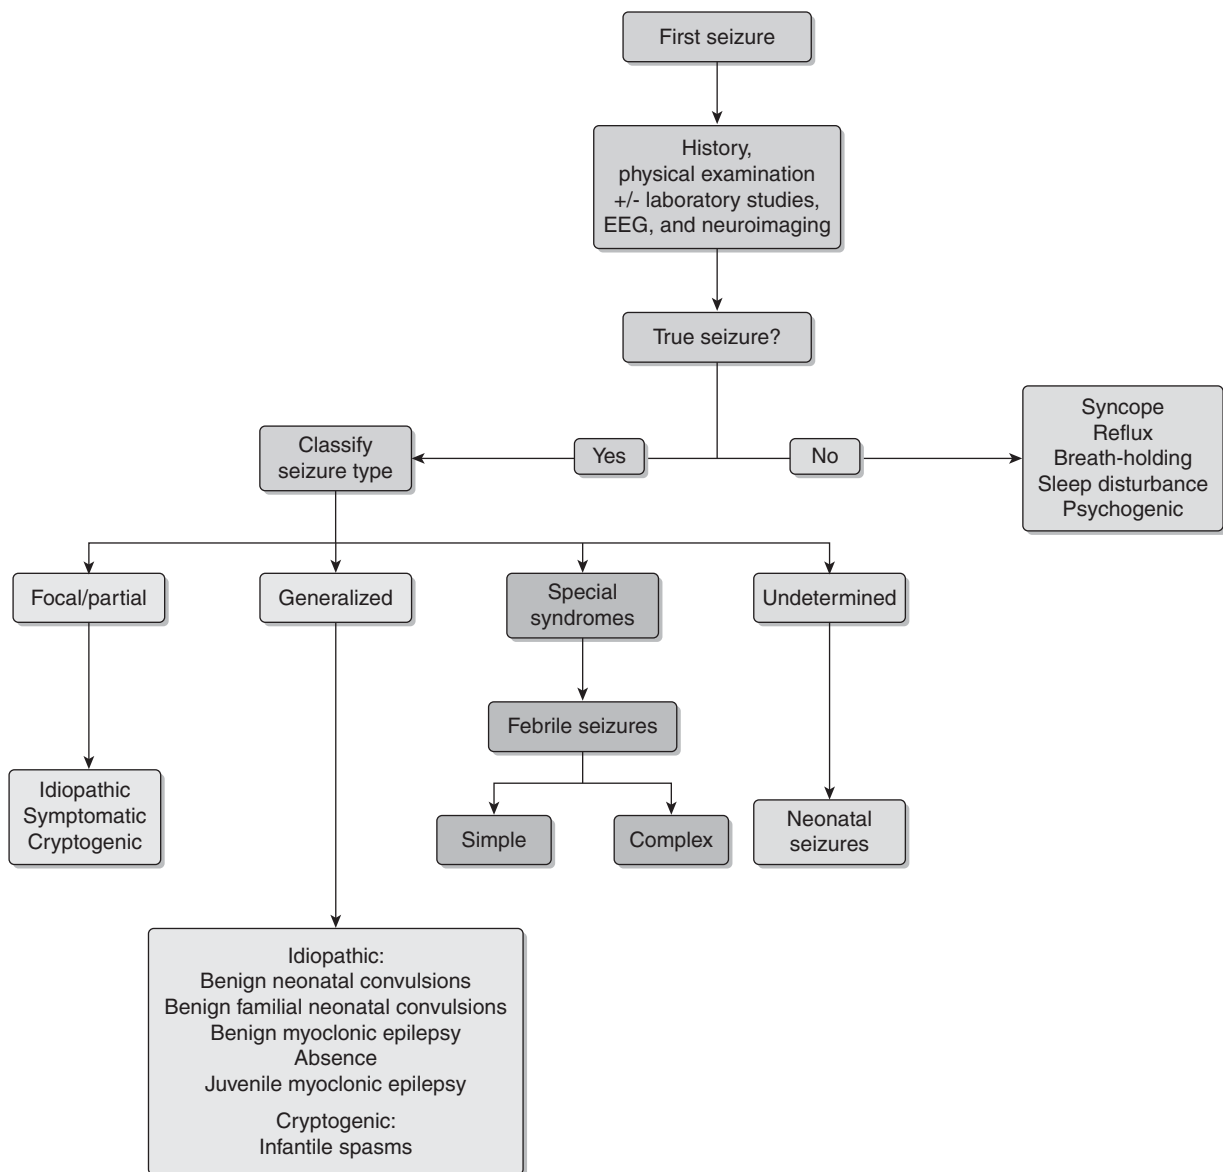 First seizure
History,
physical examination
+/- laboratory studies,
EEG, and neuroimaging
True seizure?
Classify
seizure type
Yes
No
Syncope
Reflux
Breath-holding
Sleep disturbance
Psychogenic
Focal/partial
Generalized
Special
syndromes
Undetermined
Febrile seizures
Idiopathic
Symptomatic
Cryptogenic
Simple
Complex
Neonatal
seizures
Idiopathic:
Benign neonatal convulsions
Benign familial neonatal convulsions
Benign myoclonic epilepsy
Absence
Juvenile myoclonic epilepsy
Cryptogenic:
Infantile spasms